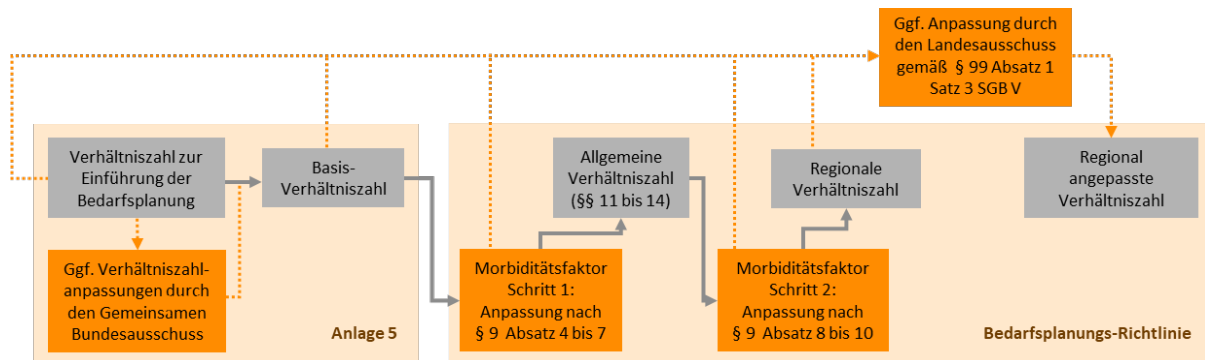 Ggf. Anpassung durch
den Landesausschuss
gemäß § 99 Absatz 1
Satz 3 SGB V
Verhältniszahl zur
Einführung der
Bedarfsplanung
Basis-
Verhältniszahl
Ggf. Verhältniszahl-
anpassungen durch
den Gemeinsamen
Bundesausschuss
Anlage 5
Allgemeine
Verhältniszahl
(§§ 11 bis 14)
Regionale
Verhältniszahl
Regional
angepasste
Verhältniszahl
Morbiditätsfaktor
Schritt 1:
Anpassung nach
§ 9 Absatz 4 bis 7
Morbiditätsfaktor
Schritt 2:
Anpassung nach
§ 9 Absatz 8 bis 10
Bedarfsplanungs-Richtlinie